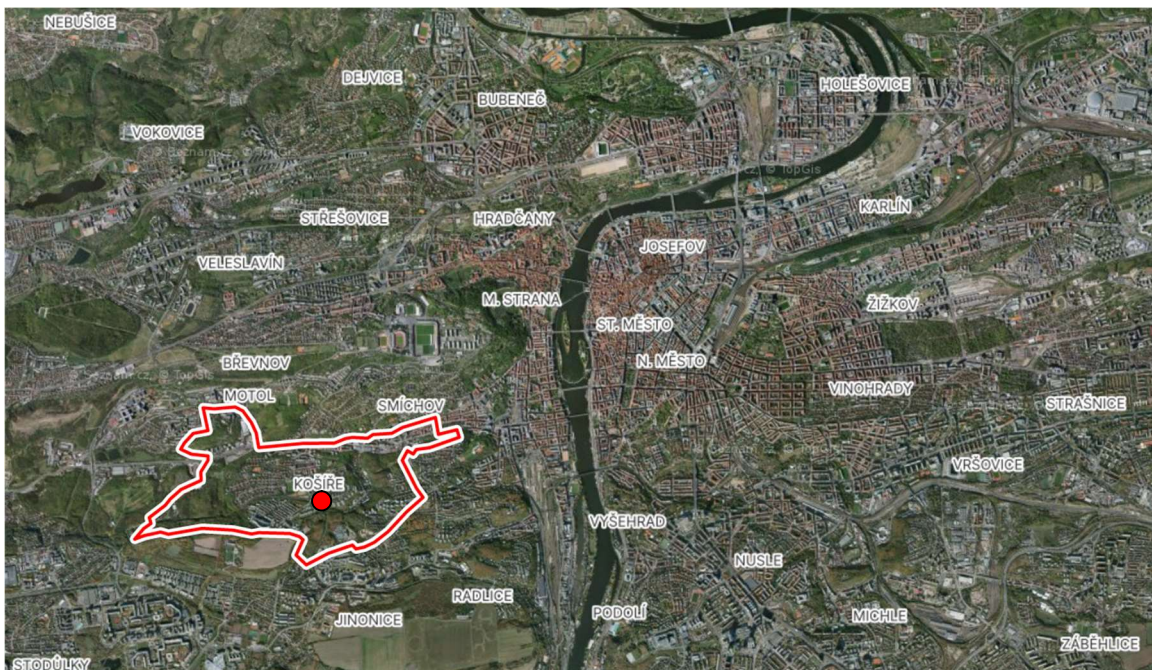 NEBUŠICE
DEJVICE
HOLEŠOVICE
BUBENEČ
VOKOVICE
TopGis
KARLÍN
STŘEŠOVICE
HRADČANY
JOSEFOV
VELESLAVÍN
M. STRANA
ŽIŽKOV
ST. MĚSTO
BŘEVNOV
N. MĚSTO
MOTOL
VINOHRADY
SMÍCHOV
STRAŠNICE
VRŠOVICE
KOŠÍŘE
VYŠEHRAD
NUSLE
RADLICE
PODOLÍ
JINONICE
MICHLE
ZÁBĚHLICE
STODŮLKY